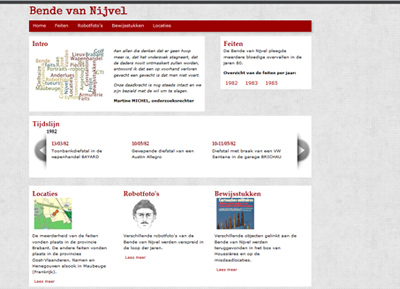 Bende van Nijvel
Home Feiten Robotfoto's Bewijsstukken Locaties
Intro
Aan allen die denken dat er geen hoop
meer is, dat het onderzoek stagneert, dat
de daders nooit ontmaskerd zullen worden,
antwoord ik dat een op voorhand verloren
gevecht een gevecht is dat men niet voert.
Onze daadkracht is nog steeds intact en we
zijn bepaald met de wil om te slagen.
Martine MICHEL, onderzoeksrechter
Feiten
De Bende van Nijvel pleegde
meerdere bloedige overvallen in de
jaren 80.
Overzicht van de feiten per jaar:
1982 1983 1985
Tijdslijn
1982
13/03/82
Toonbankdiefstal in de
wapenhandel BAYARD
10/05/82
Gewapende diefstal van een
Austin Allegro
10-11/05/82
Diefstal met braak van een VW
Santana in de garage BRICHAU
Locaties
De meerderheid van de feiten
vonden plaats in de provincie
Brabant. De andere feiten vonden
plaats in de provincies
Oost-Vlaanderen, Namen en
Henegouwen alsook in Maubeuge
(Frankrijk).
Lees meer
Robotfoto's
Verschillende robotfoto's van de
Bende van Nijvel werden verspreid
in de loop der jaren.
Lees meer
Bewijsstukken
Verschillende objecten gelinkt aan de
Bende van Nijvel werden
teruggevonden in het bos van
Houssières en op de
misdaadlocaties.
Lees meer